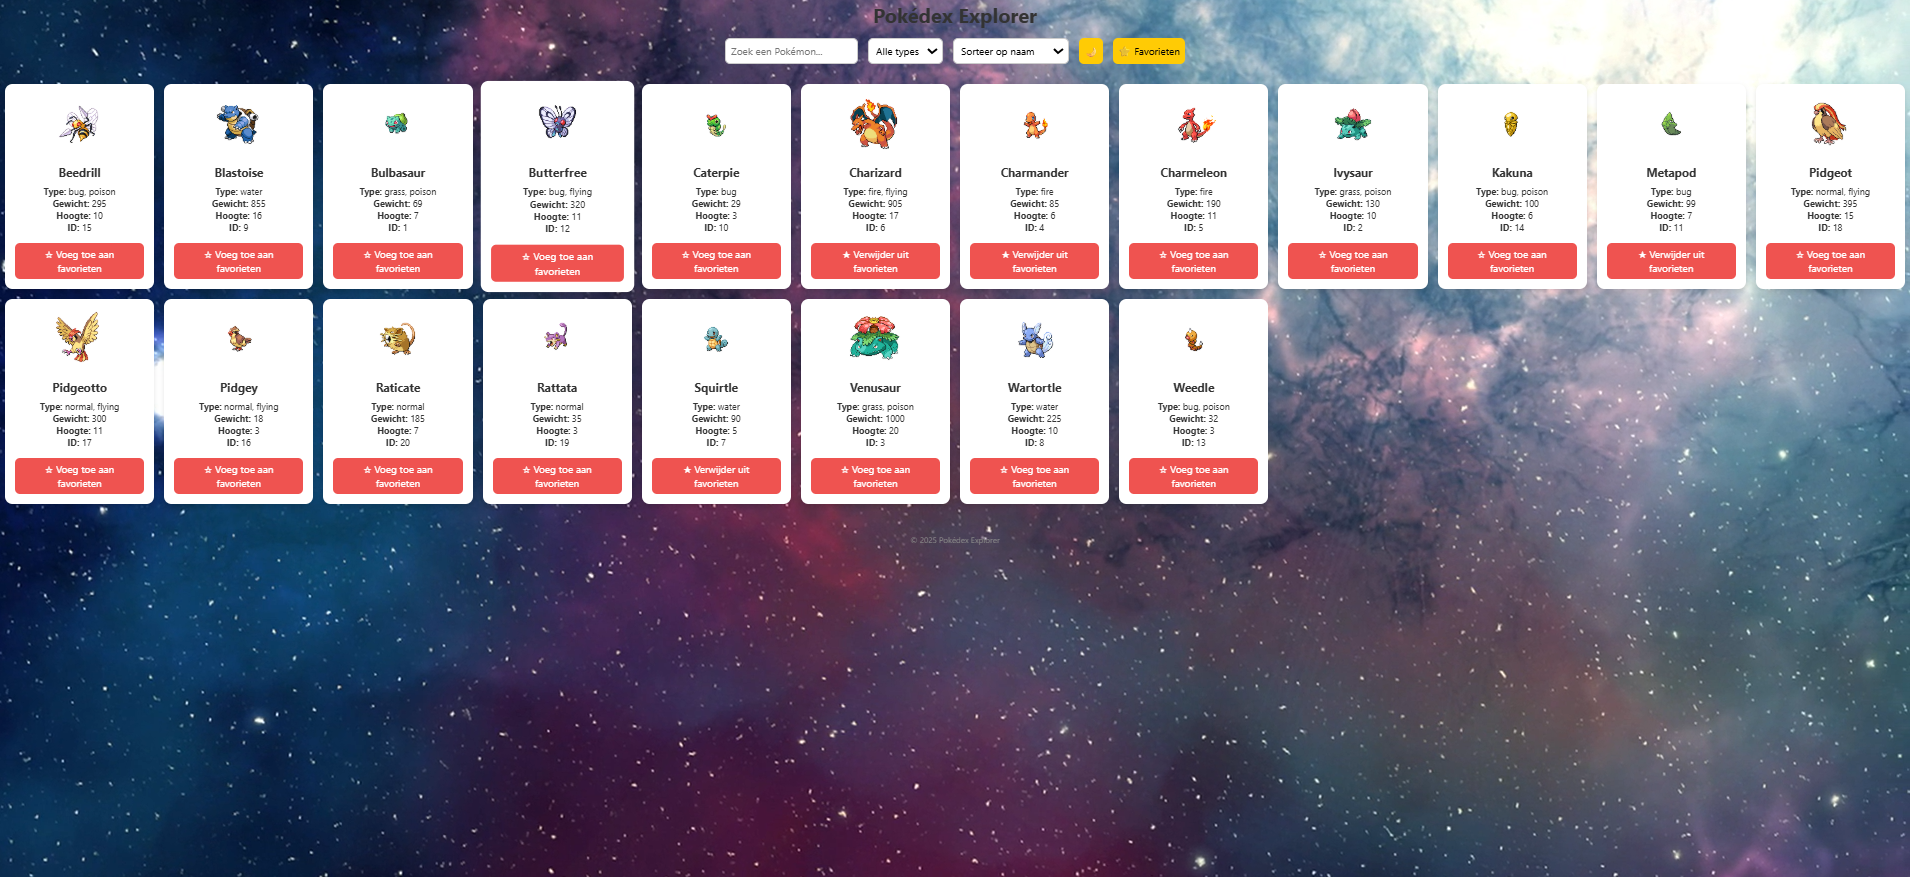 Pokédex Explorer
Zoek een Pokémon...
Alle types
Sorteer op naam
🌙
⭐ Favorieten
Beedrill
Type: bug, poison
Gewicht: 295
Hoogte: 10
ID: 15
☆ Voeg toe aan
favorieten
Blastoise
Type: water
Gewicht: 855
Hoogte: 16
ID: 9
☆ Voeg toe aan
favorieten
Bulbasaur
Type: grass, poison
Gewicht: 69
Hoogte: 7
ID: 1
☆ Voeg toe aan
favorieten
Butterfree
Type: bug, flying
Gewicht: 320
Hoogte: 11
ID: 12
☆ Voeg toe aan
favorieten
Caterpie
Type: bug
Gewicht: 29
Hoogte: 3
ID: 10
☆ Voeg toe aan
favorieten
Charizard
Type: fire, flying
Gewicht: 905
Hoogte: 17
ID: 6
★ Verwijder uit
favorieten
Charmander
Type: fire
Gewicht: 85
Hoogte: 6
ID: 4
★ Verwijder uit
favorieten
Charmeleon
Type: fire
Gewicht: 190
Hoogte: 11
ID: 5
☆ Voeg toe aan
favorieten
Ivysaur
Type: grass, poison
Gewicht: 130
Hoogte: 10
ID: 2
☆ Voeg toe aan
favorieten
Kakuna
Type: bug, poison
Gewicht: 100
Hoogte: 6
ID: 14
☆ Voeg toe aan
favorieten
Metapod
Type: bug
Gewicht: 99
Hoogte: 7
ID: 11
★ Verwijder uit
favorieten
Pidgeot
Type: normal, flying
Gewicht: 395
Hoogte: 15
ID: 18
☆ Voeg toe aan
favorieten
Pidgeotto
Type: normal, flying
Gewicht: 300
Hoogte: 11
ID: 17
☆ Voeg toe aan
favorieten
Pidgey
Type: normal, flying
Gewicht: 18
Hoogte: 3
ID: 16
☆ Voeg toe aan
favorieten
Raticate
Type: normal
Gewicht: 185
Hoogte: 7
ID: 20
☆ Voeg toe aan
favorieten
Rattata
Type: normal
Gewicht: 35
Hoogte: 3
ID: 19
☆ Voeg toe aan
favorieten
Squirtle
Type: water
Gewicht: 90
Hoogte: 5
ID: 7
★ Verwijder uit
favorieten
Venusaur
Type: grass, poison
Gewicht: 1000
Hoogte: 20
ID: 3
☆ Voeg toe aan
favorieten
Wartortle
Type: water
Gewicht: 225
Hoogte: 10
ID: 8
☆ Voeg toe aan
favorieten
Weedle
Type: bug, poison
Gewicht: 32
Hoogte: 3
ID: 13
☆ Voeg toe aan
favorieten
© 2025 Pokédex Explorer